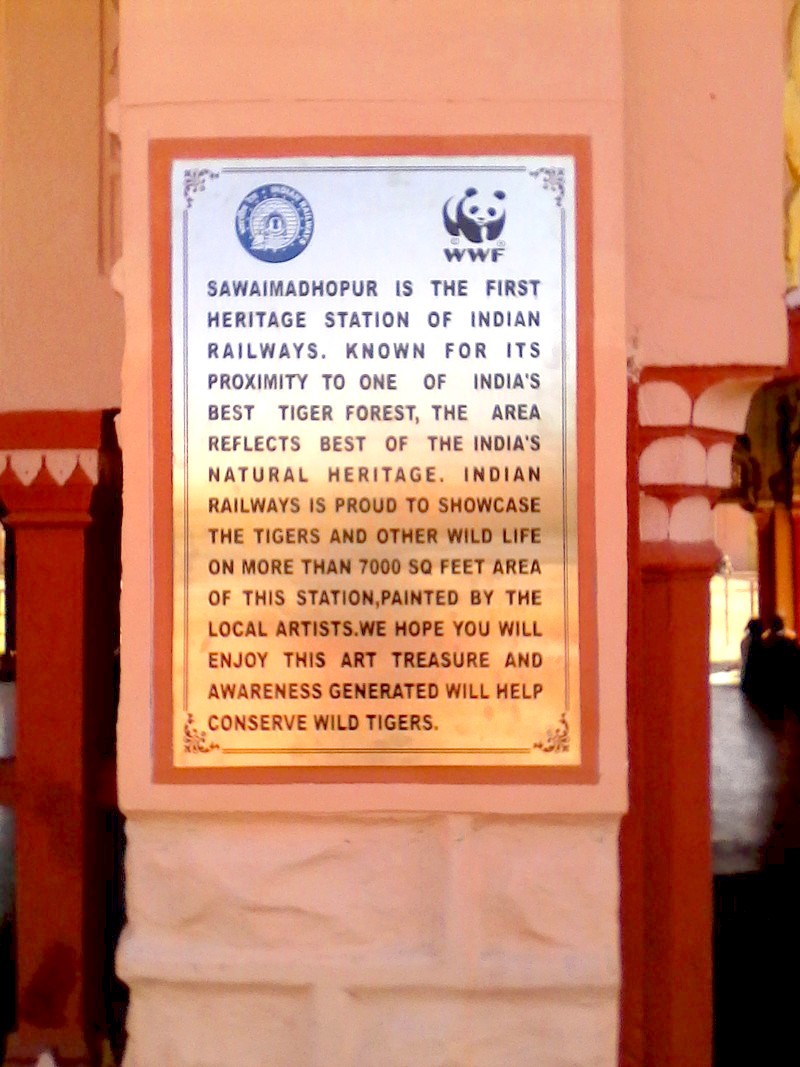 INDIAN RAILWAYS
WWF
SAWAIMADHOPUR IS THE FIRST
HERITAGE STATION OF INDIAN
RAILWAYS. KNOWN FOR ITS
PROXIMITY TO ONE OF INDIA'S
BEST TIGER FOREST, THE AREA
REFLECTS BEST OF THE INDIA'S
NATURAL HERITAGE. INDIAN
RAILWAYS IS PROUD TO SHOWCASE
THE TIGERS AND OTHER WILD LIFE
ON MORE THAN 7000 SQ FEET AREA
OF THIS STATION,PAINTED BY THE
LOCAL ARTISTS.WE HOPE YOU WILL
ENJOY THIS ART TREASURE AND
AWARENESS GENERATED WILL HELP
CONSERVE WILD TIGERS.